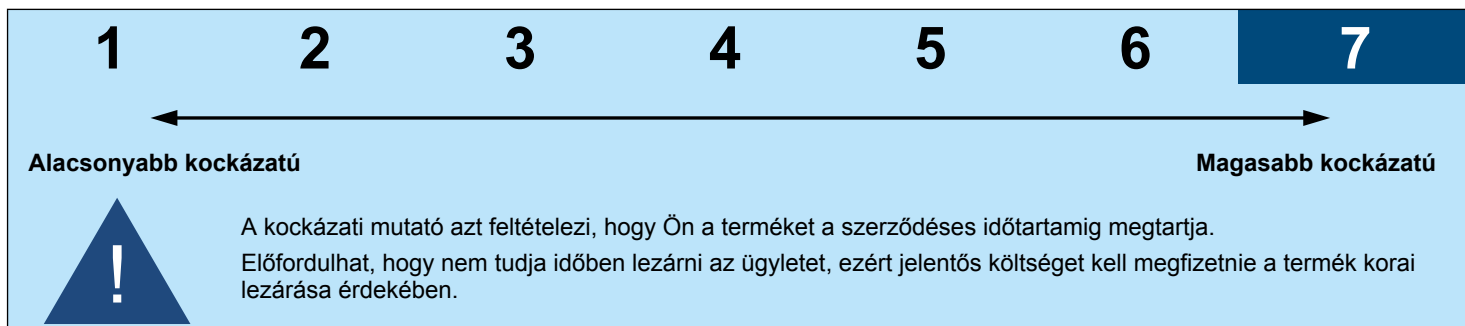 1 2 3 4 5 6 7
Alacsonyabb kockázatú Magasabb kockázatú
!
A kockázati mutató azt feltételezi, hogy Ön a terméket a szerződéses időtartamig megtartja.
Előfordulhat, hogy nem tudja időben lezárni az ügyletet, ezért jelentős költséget kell megfizetnie a termék korai
lezárása érdekében.